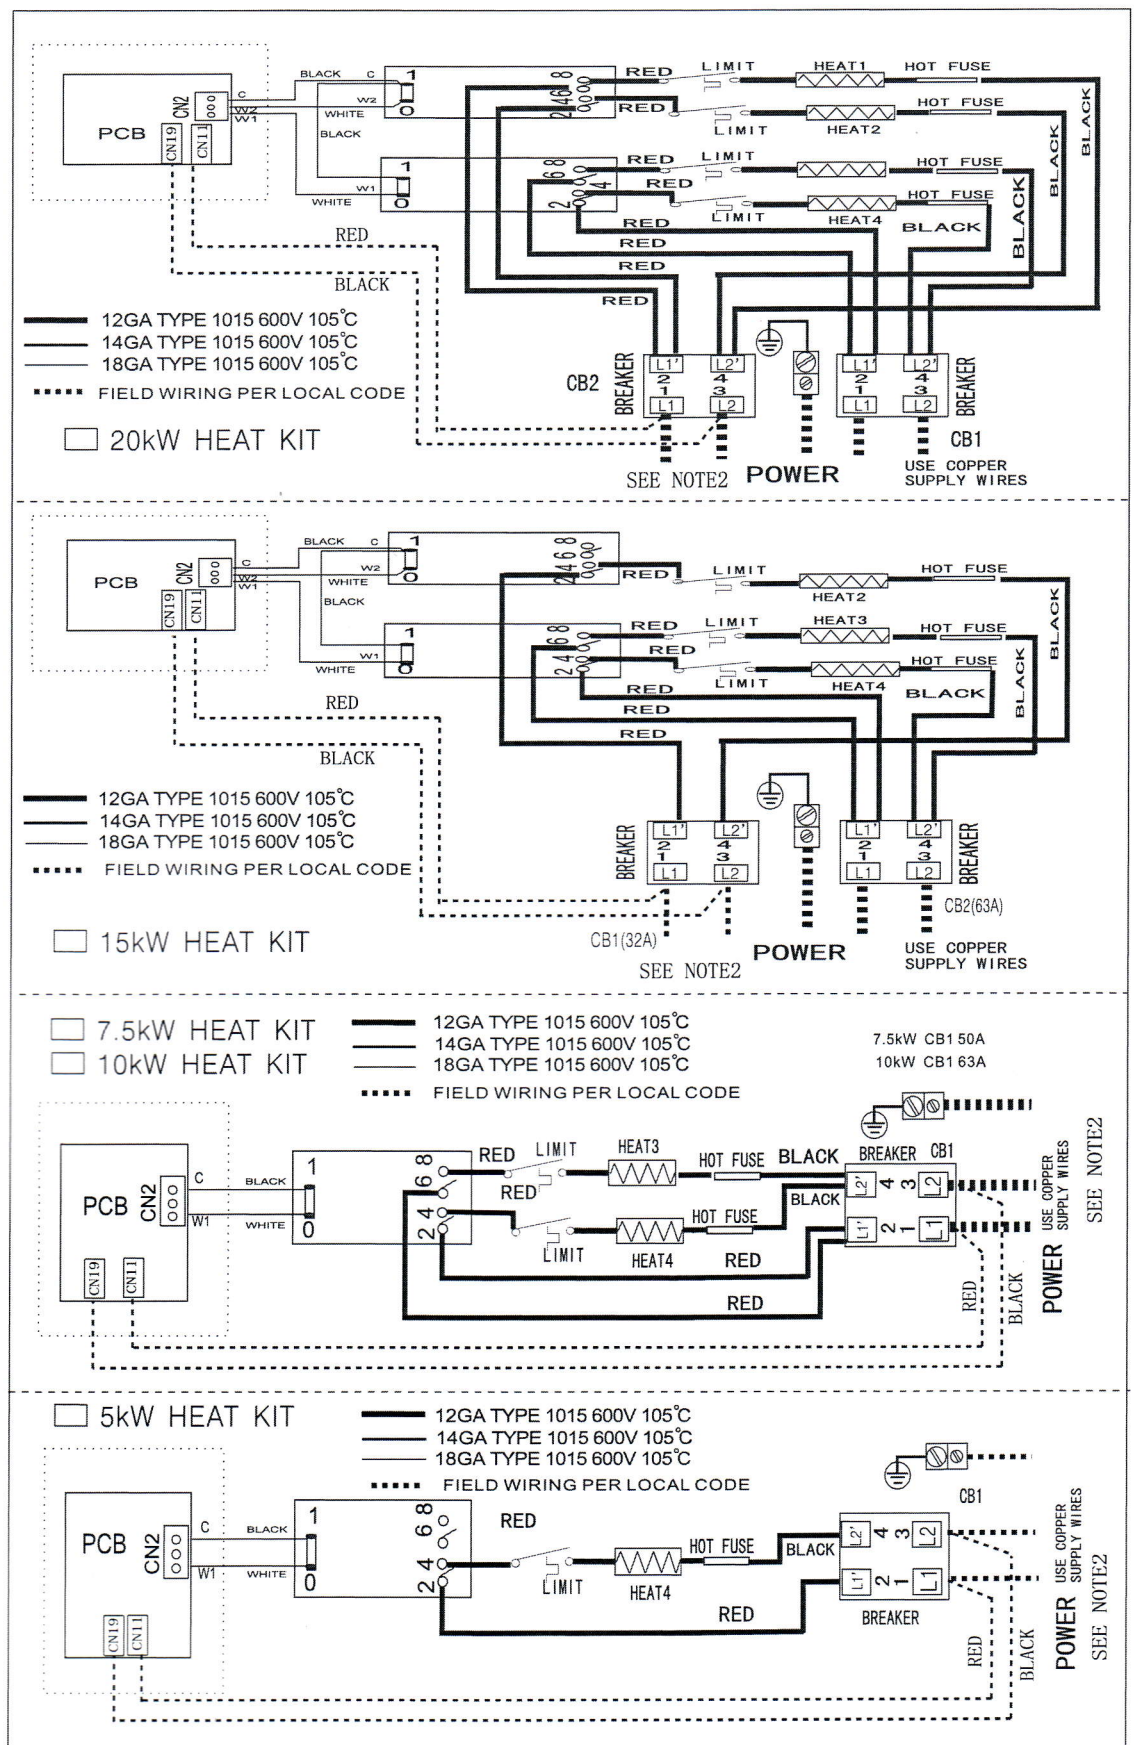 BLACK C 1 LIMIT HEAT1 HOT FUSE
RED 8
C
CN2 W2 W2 0 2 4 6 RED HOT FUSE
W1 WHITE LIMIT HEAT2
PCB CN19 CN11 BLACK BLACK BLACK
1 8 RED LIMIT HOT FUSE
6 RED
W1 4 HOT FUSE
WHITE 0 2 LIMIT HEAT4 BLACK
RED RED BLACK
RED
RED
BLACK RED
12GA TYPE 1015 600V 105°C
14GA TYPE 1015 600V 105°C
18GA TYPE 1015 600V 105°C
FIELD WIRING PER LOCAL CODE
CB2 BREAKER L1' L2' L1' L2' BREAKER
2 4 2 4
1 3 1 3
L1 L2 L1 L2
20kW HEAT KIT CB1
SEE NOTE2 POWER USE COPPER
SUPPLY WIRES
BLACK C 1
C 2 4 6 8 RED LIMIT HOT FUSE
PCB CN2 W2 W2 0 HEAT2
W1 WHITE
CN19 CN11 BLACK BLACK
1 8 RED LIMIT HEAT3 HOT FUSE
6 RED
W1 4 HOT FUSE
WHITE 0 2 LIMIT HEAT4 BLACK BLACK
RED RED
RED
RED
BLACK
12GA TYPE 1015 600V 105°C
14GA TYPE 1015 600V 105°C
18GA TYPE 1015 600V 105°C
FIELD WIRING PER LOCAL CODE
BREAKER L1' L2' L1' L2' BREAKER
2 4 2 4
1 3 1 3
L1 L2 L1 L2
CB1(32A) CB2(63A)
15kW HEAT KIT
SEE NOTE2 POWER USE COPPER
SUPPLY WIRES
7.5kW HEAT KIT
10kW HEAT KIT
12GA TYPE 1015 600V 105°C
14GA TYPE 1015 600V 105°C
18GA TYPE 1015 600V 105°C
FIELD WIRING PER LOCAL CODE
7.5kW CB1 50A
10kW CB1 63A
1 8 RED LIMIT HEAT3 HOT FUSE BLACK BREAKER CB1
PCB CN2 C BLACK 6 RED BLACK L2' 4 3 L2
W1 WHITE 0 4 HOT FUSE
2 LIMIT HEAT4 RED L1' 2 1 L1
CN19 CN11 RED
RED BLACK POWER USE COPPER
SUPPLY WIRES
SEE NOTE2
5kW HEAT KIT
12GA TYPE 1015 600V 105°C
14GA TYPE 1015 600V 105°C
18GA TYPE 1015 600V 105°C
FIELD WIRING PER LOCAL CODE
CB1
1 8 RED
PCB CN2 C BLACK 6 HOT FUSE BLACK L2' 4 3 L2
W1 WHITE 0 4 LIMIT HEAT4
2 RED L1' 2 1 L1
BREAKER
CN19 CN11
RED BLACK POWER USE COPPER
SUPPLY WIRES
SEE NOTE2